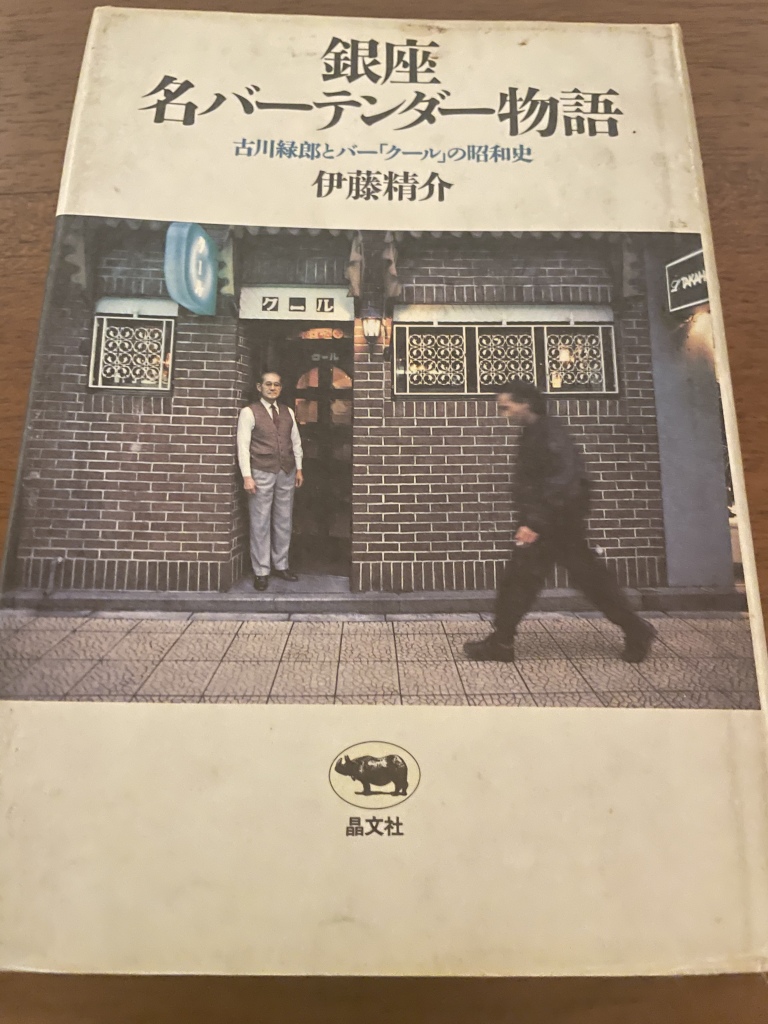 銀座
名バーテンダー物語
古川緑郎とバー「クール」の昭和史
伊藤精介
クール
晶文社